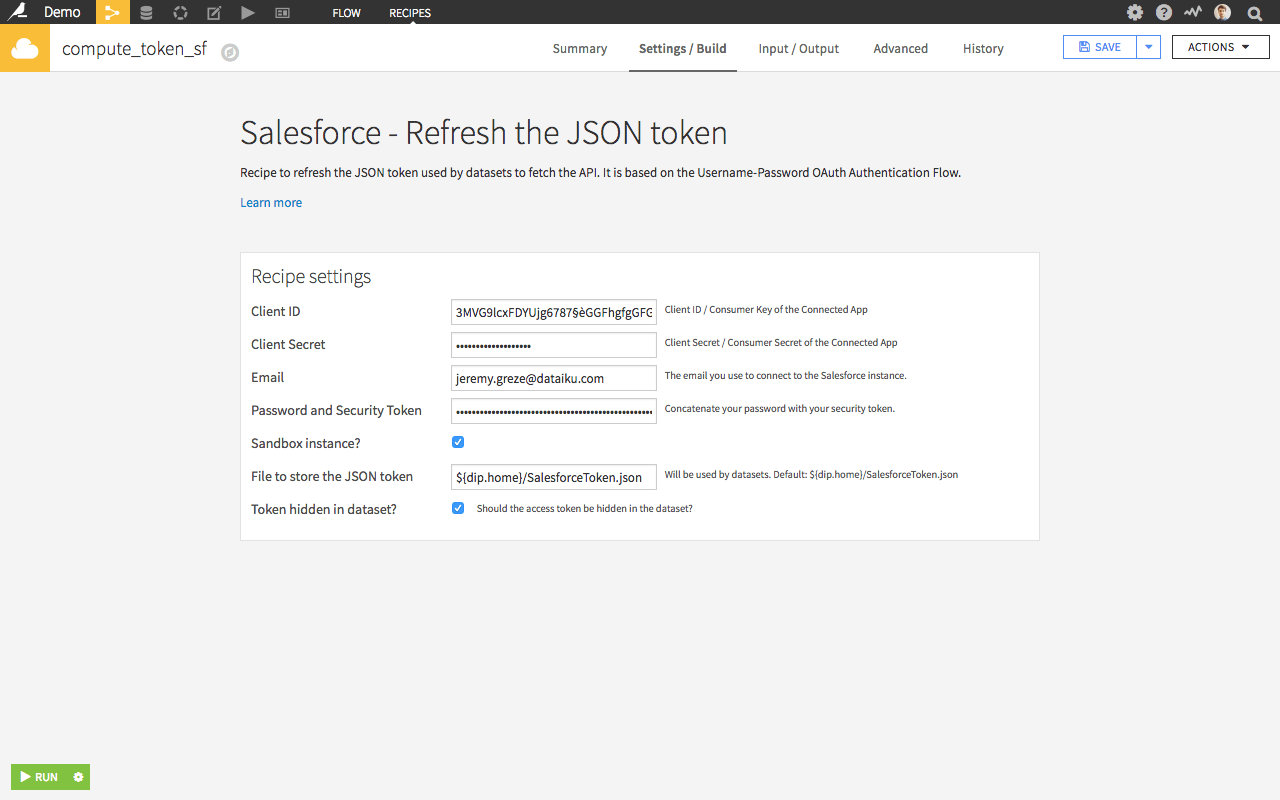 Demo FLOW RECIPES
compute_token_sf Summary Settings / Build Input / Output Advanced History SAVE ACTIONS
Salesforce - Refresh the JSON token
Recipe to refresh the JSON token used by datasets to fetch the API. It is based on the Username-Password OAuth Authentication Flow.
Learn more
Recipe settings
Client ID 3MVG9lcxFDYUjg6787§èGGFhgfgGFG Client ID / Consumer Key of the Connected App
Client Secret Client Secret / Consumer Secret of the Connected App
Email jeremy.greze@dataiku.com The email you use to connect to the Salesforce instance.
Password and Security Token Concatenate your password with your security token.
Sandbox instance?
File to store the JSON token ${dip.home}/SalesforceToken.json Will be used by datasets. Default: ${dip.home}/SalesforceToken.json
Token hidden in dataset? Should the access token be hidden in the dataset?
RUN